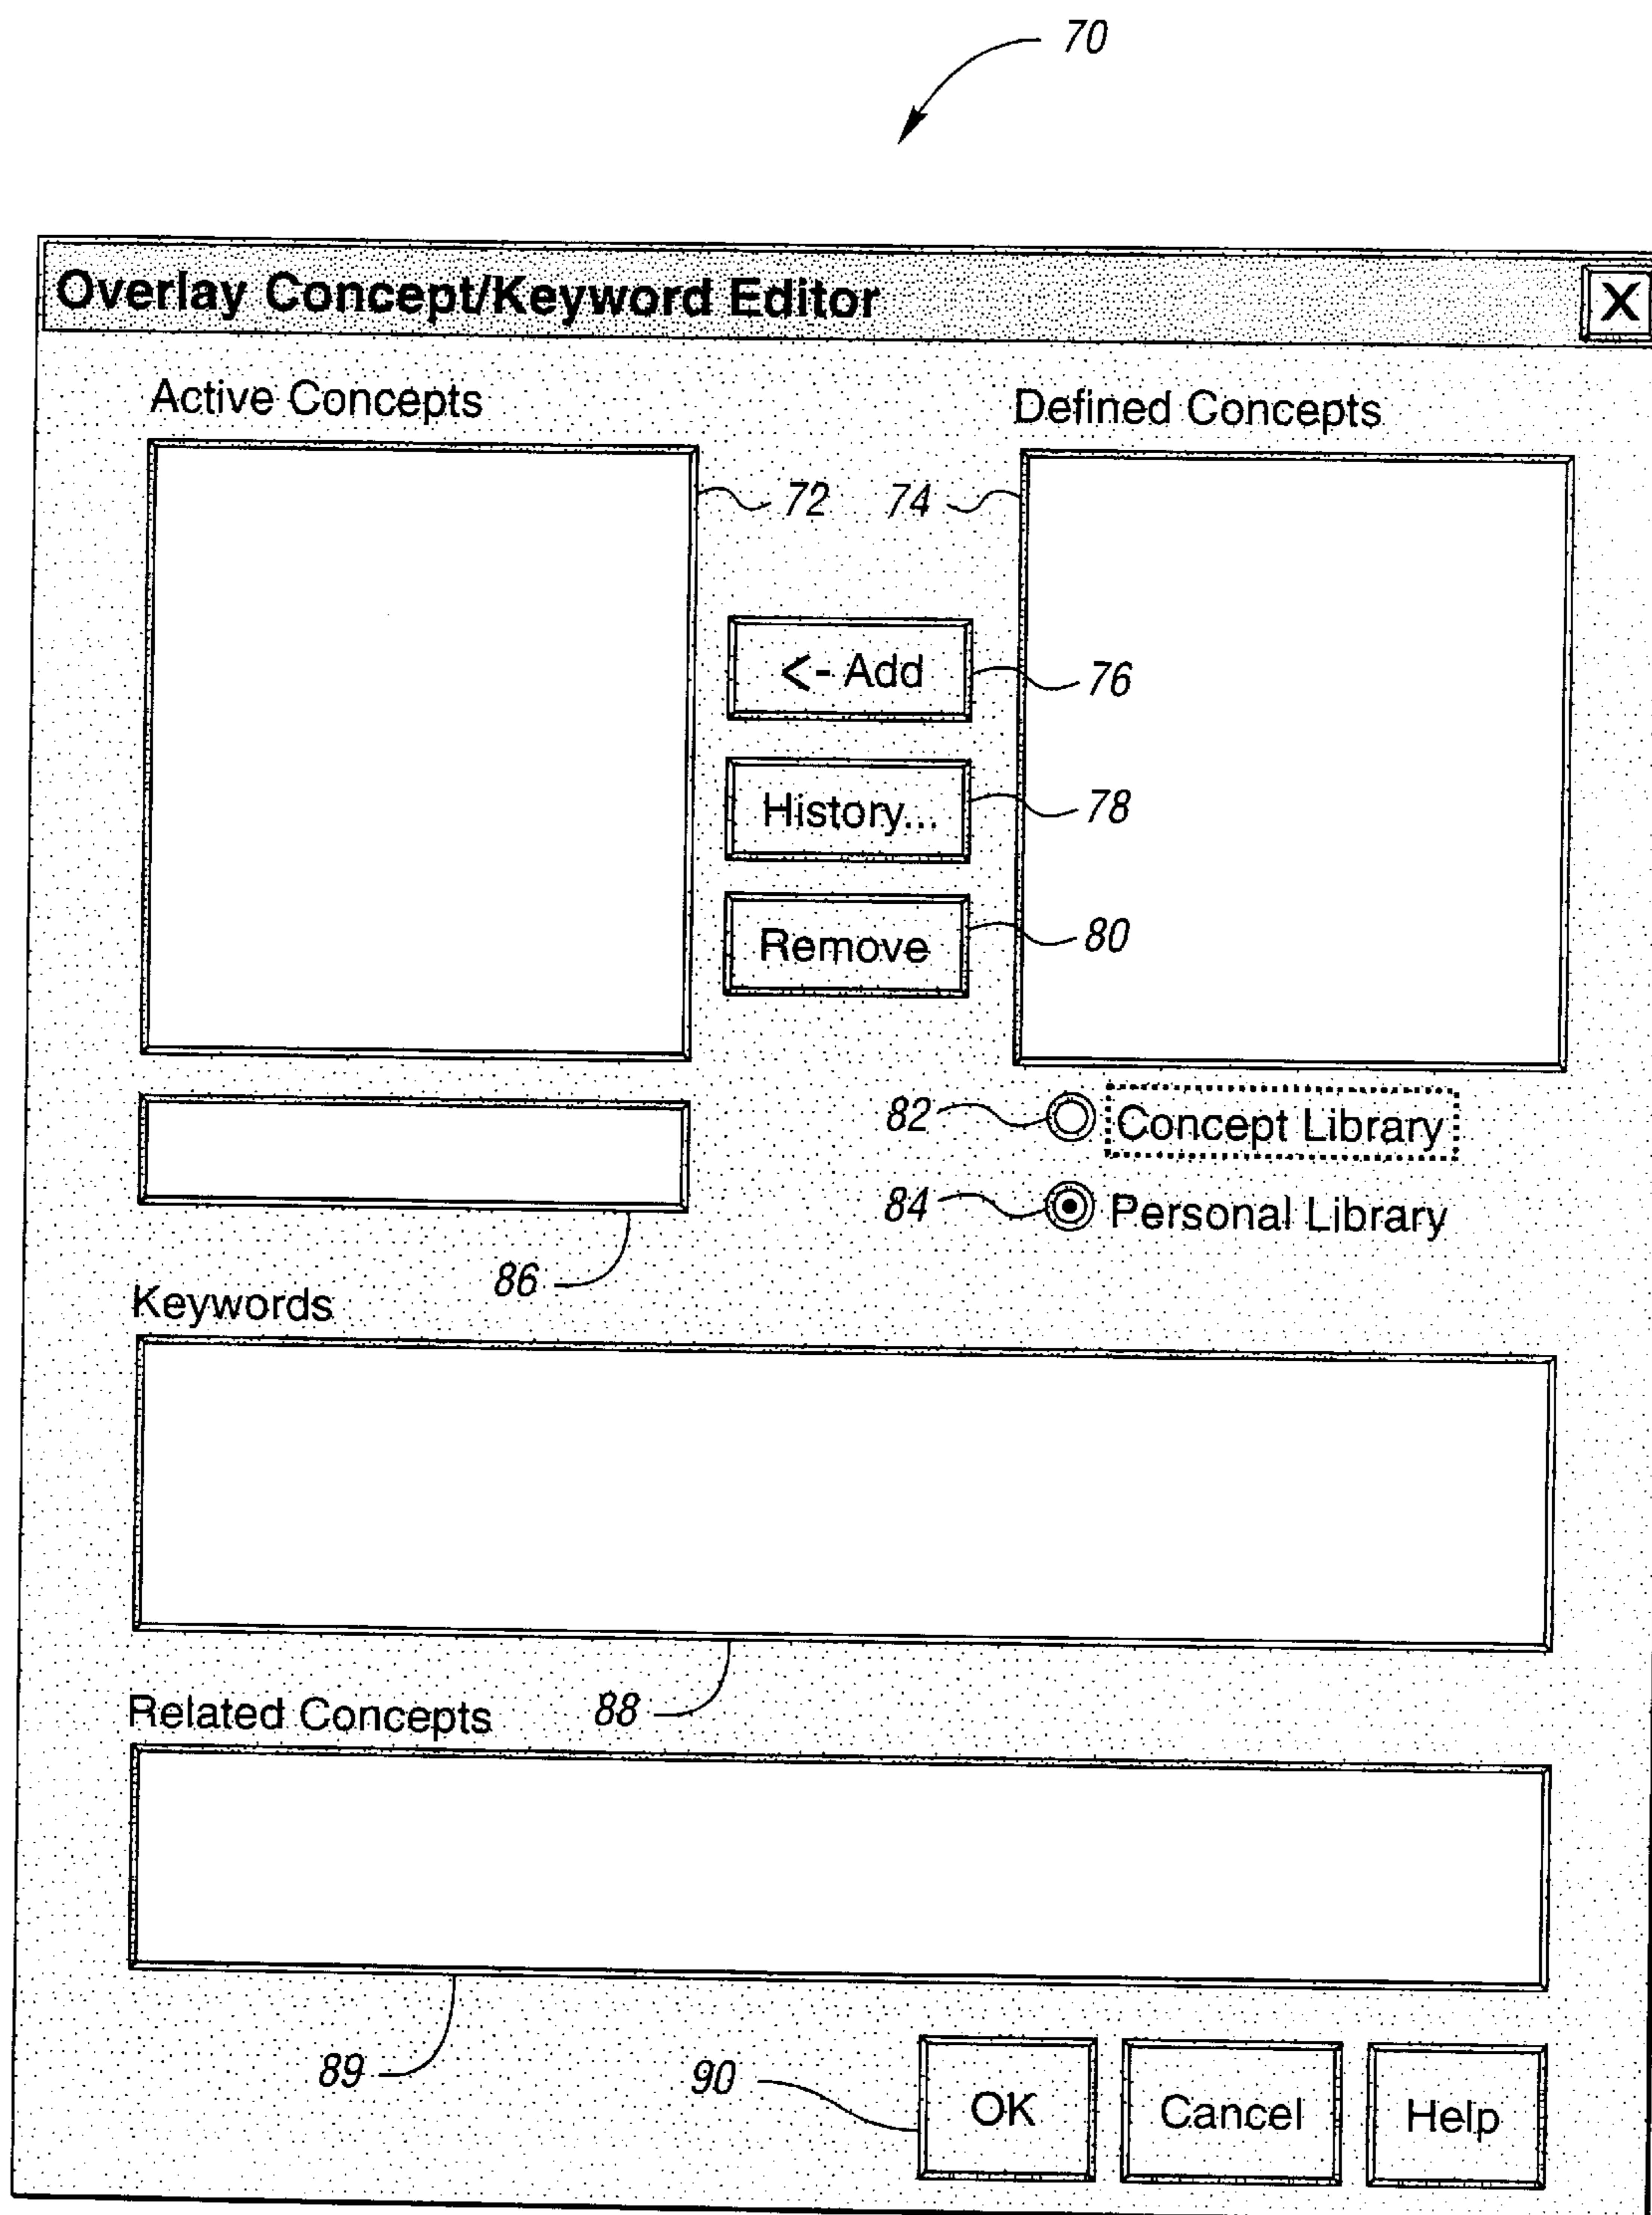 70
Overlay Concept/Keyword Editor X
Active Concepts Defined Concepts
72 74
<- Add 76
History... 78
Remove 80
82 Concept Library
84 Personal Library
86
Keywords
88
Related Concepts
89
90 OK Cancel Help